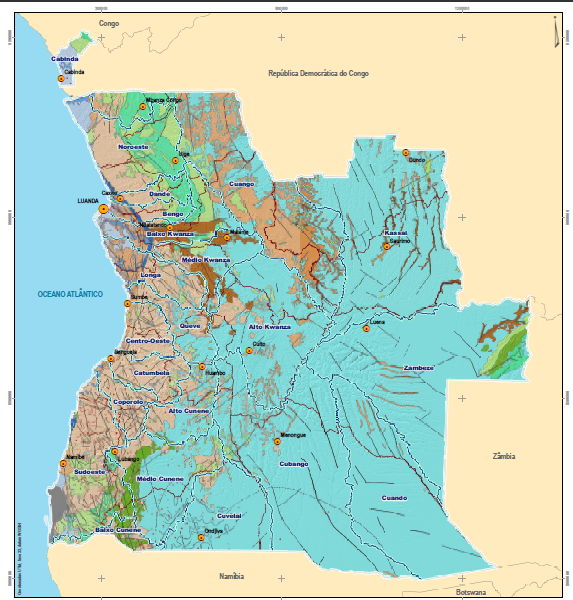 Congo
Cabinda
Cabinda
República Democrática do Congo
Mbanza Congo
Noroeste
Uíge
Dundo
Cuango
Dande
Caxito
LUANDA
Bengo
Ndalatando
Baixo Kwanza
Malanje
Kassai
Saurimo
Médio Kwanza
Longa
OCEANO ATLÂNTICO
Sumbe
Queve
Alto Kwanza
Luena
Centro-Oeste
Cuito
Benguela
Catumbela
Huambo
Zambeze
Coporolo
Alto Cunene
Menongue
Lubango
Namibe
Sudoeste
Zâmbia
Cubango
Médio Cunene
Cuando
Cuvelai
Baixo Cunene
Ondjiva
Namíbia
Botswana